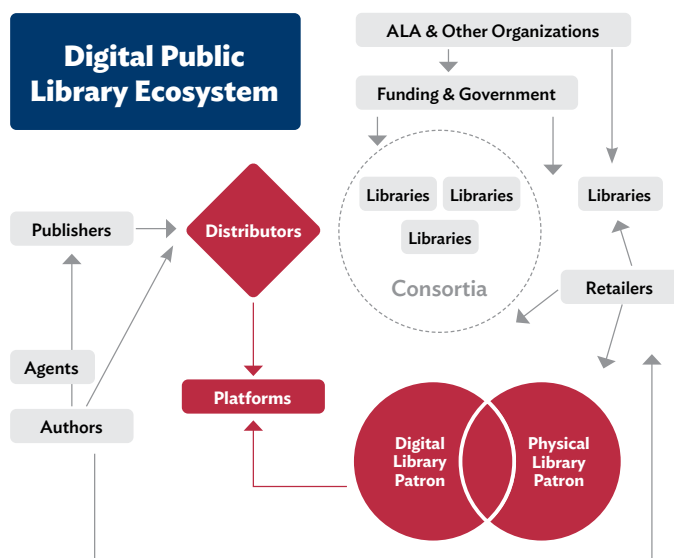 Digital Public
Library Ecosystem
ALA & Other Organizations
Funding & Government
Libraries
Libraries
Libraries
Libraries
Consortia
Publishers
Distributors
Retailers
Agents
Authors
Platforms
Digital
Library
Patron
Physical
Library
Patron